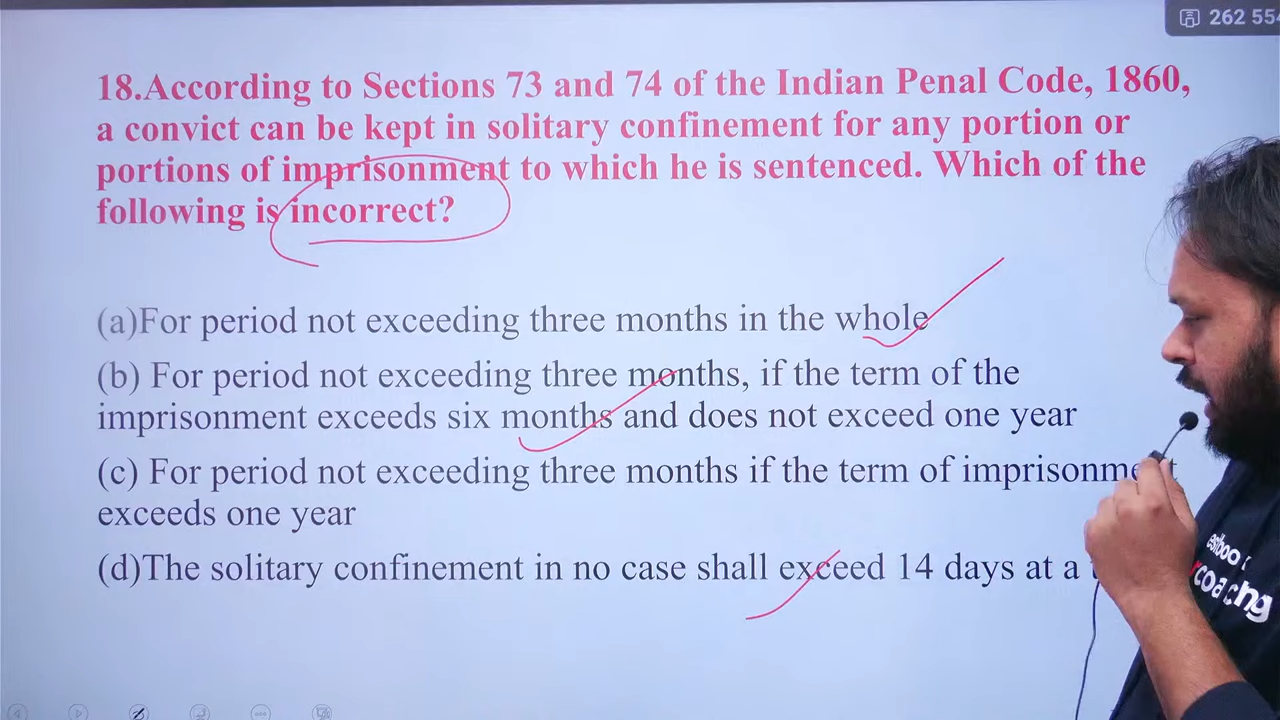 262 554
18.According to Sections 73 and 74 of the Indian Penal Code, 1860,
a convict can be kept in solitary confinement for any portion or
portions of imprisonment to which he is sentenced. Which of the
following is incorrect?
(a)For period not exceeding three months in the whole
(b) For period not exceeding three months, if the term of the
imprisonment exceeds six months and does not exceed one year
(c) For period not exceeding three months if the term of
exceeds one year
(d)The solitary confinement in no case shall exceed 14 days at a